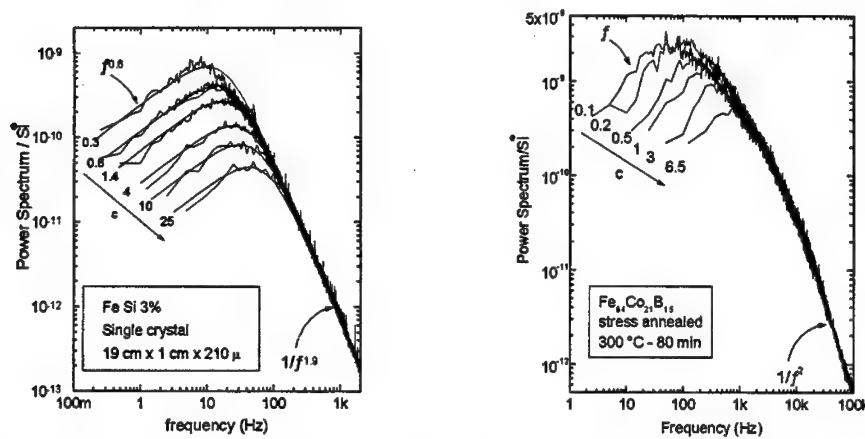 10⁻⁹
10⁻¹⁰
10⁻¹¹
10⁻¹²
10⁻¹³
Power Spectrum / SİΦ
f^0.6
0.3
0.6
1.4
4
10
25
c
Fe Si 3%
Single crystal
19 cm x 1 cm x 210 μ
1/f^1.9
100m 1 10 100 1k
frequency (Hz)
5x10⁻⁹
10⁻⁹
10⁻¹⁰
10⁻¹¹
10⁻¹²
Power Spectrum/SİΦ
f
0.1
0.2
0.5
1
3
6.5
c
Fe₆₄Co₂₁B₁₅
stress annealed
300 °C - 80 min
1/f²
1 10 100 1k 10k 100k
Frequency (Hz)